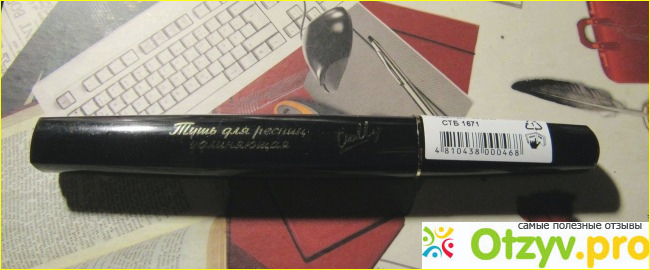 Тушь для ресниц
удлиняющая
СТБ 1671
4 810438 000468
самые полезные отзывы
Otzyv.pro